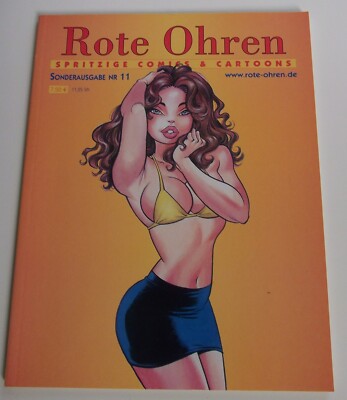 Rote Ohren
SPRITZIGE COMICS & CARTOONS
SONDERAUSGABE NR 11
www.rote-ohren.de